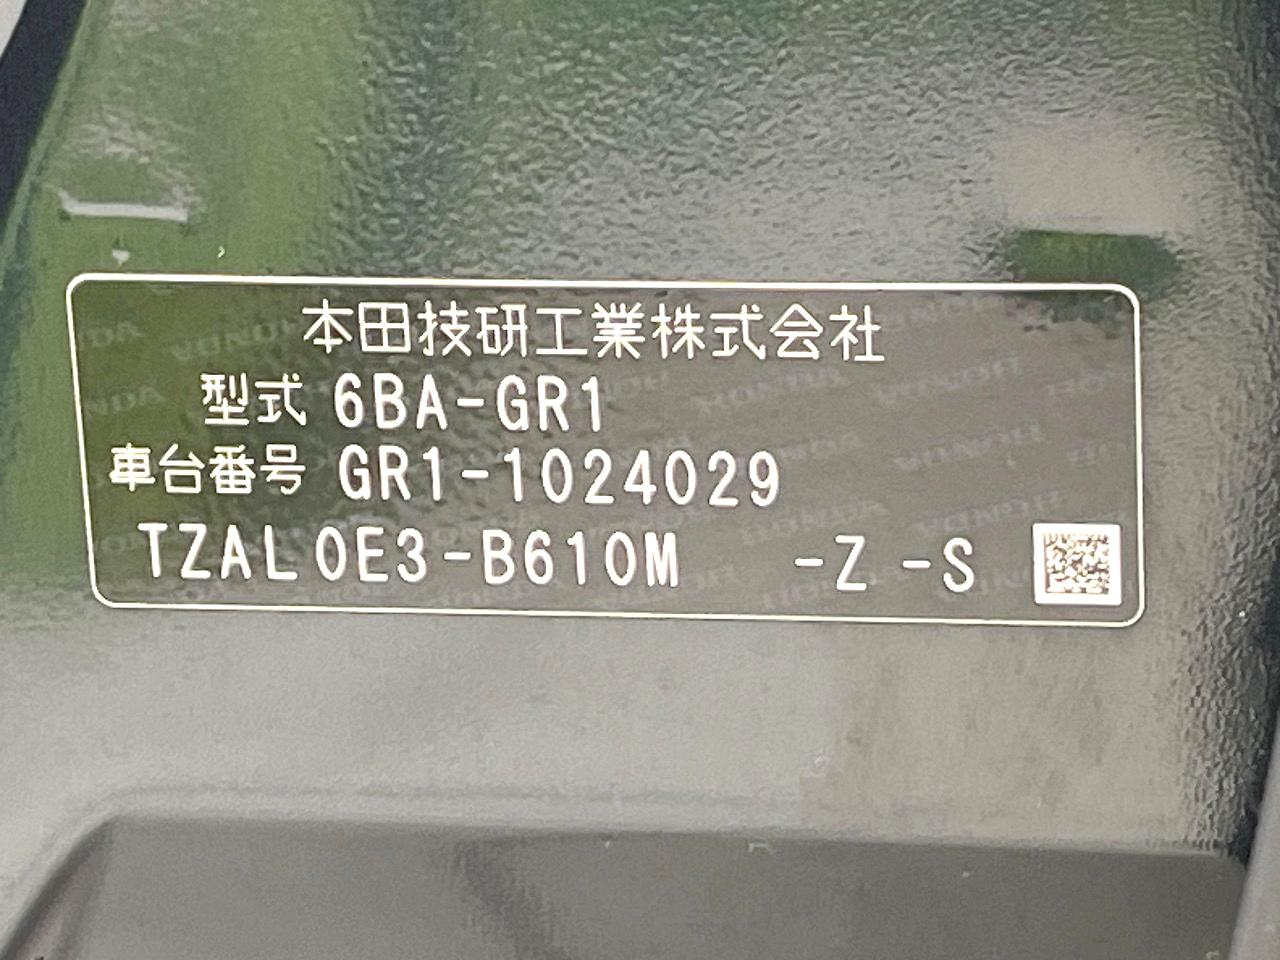 本田技研工業株式会社
型式 6BA-GR1
車台番号 GR1-1024029
TZAL0E3-B610M -Z -S